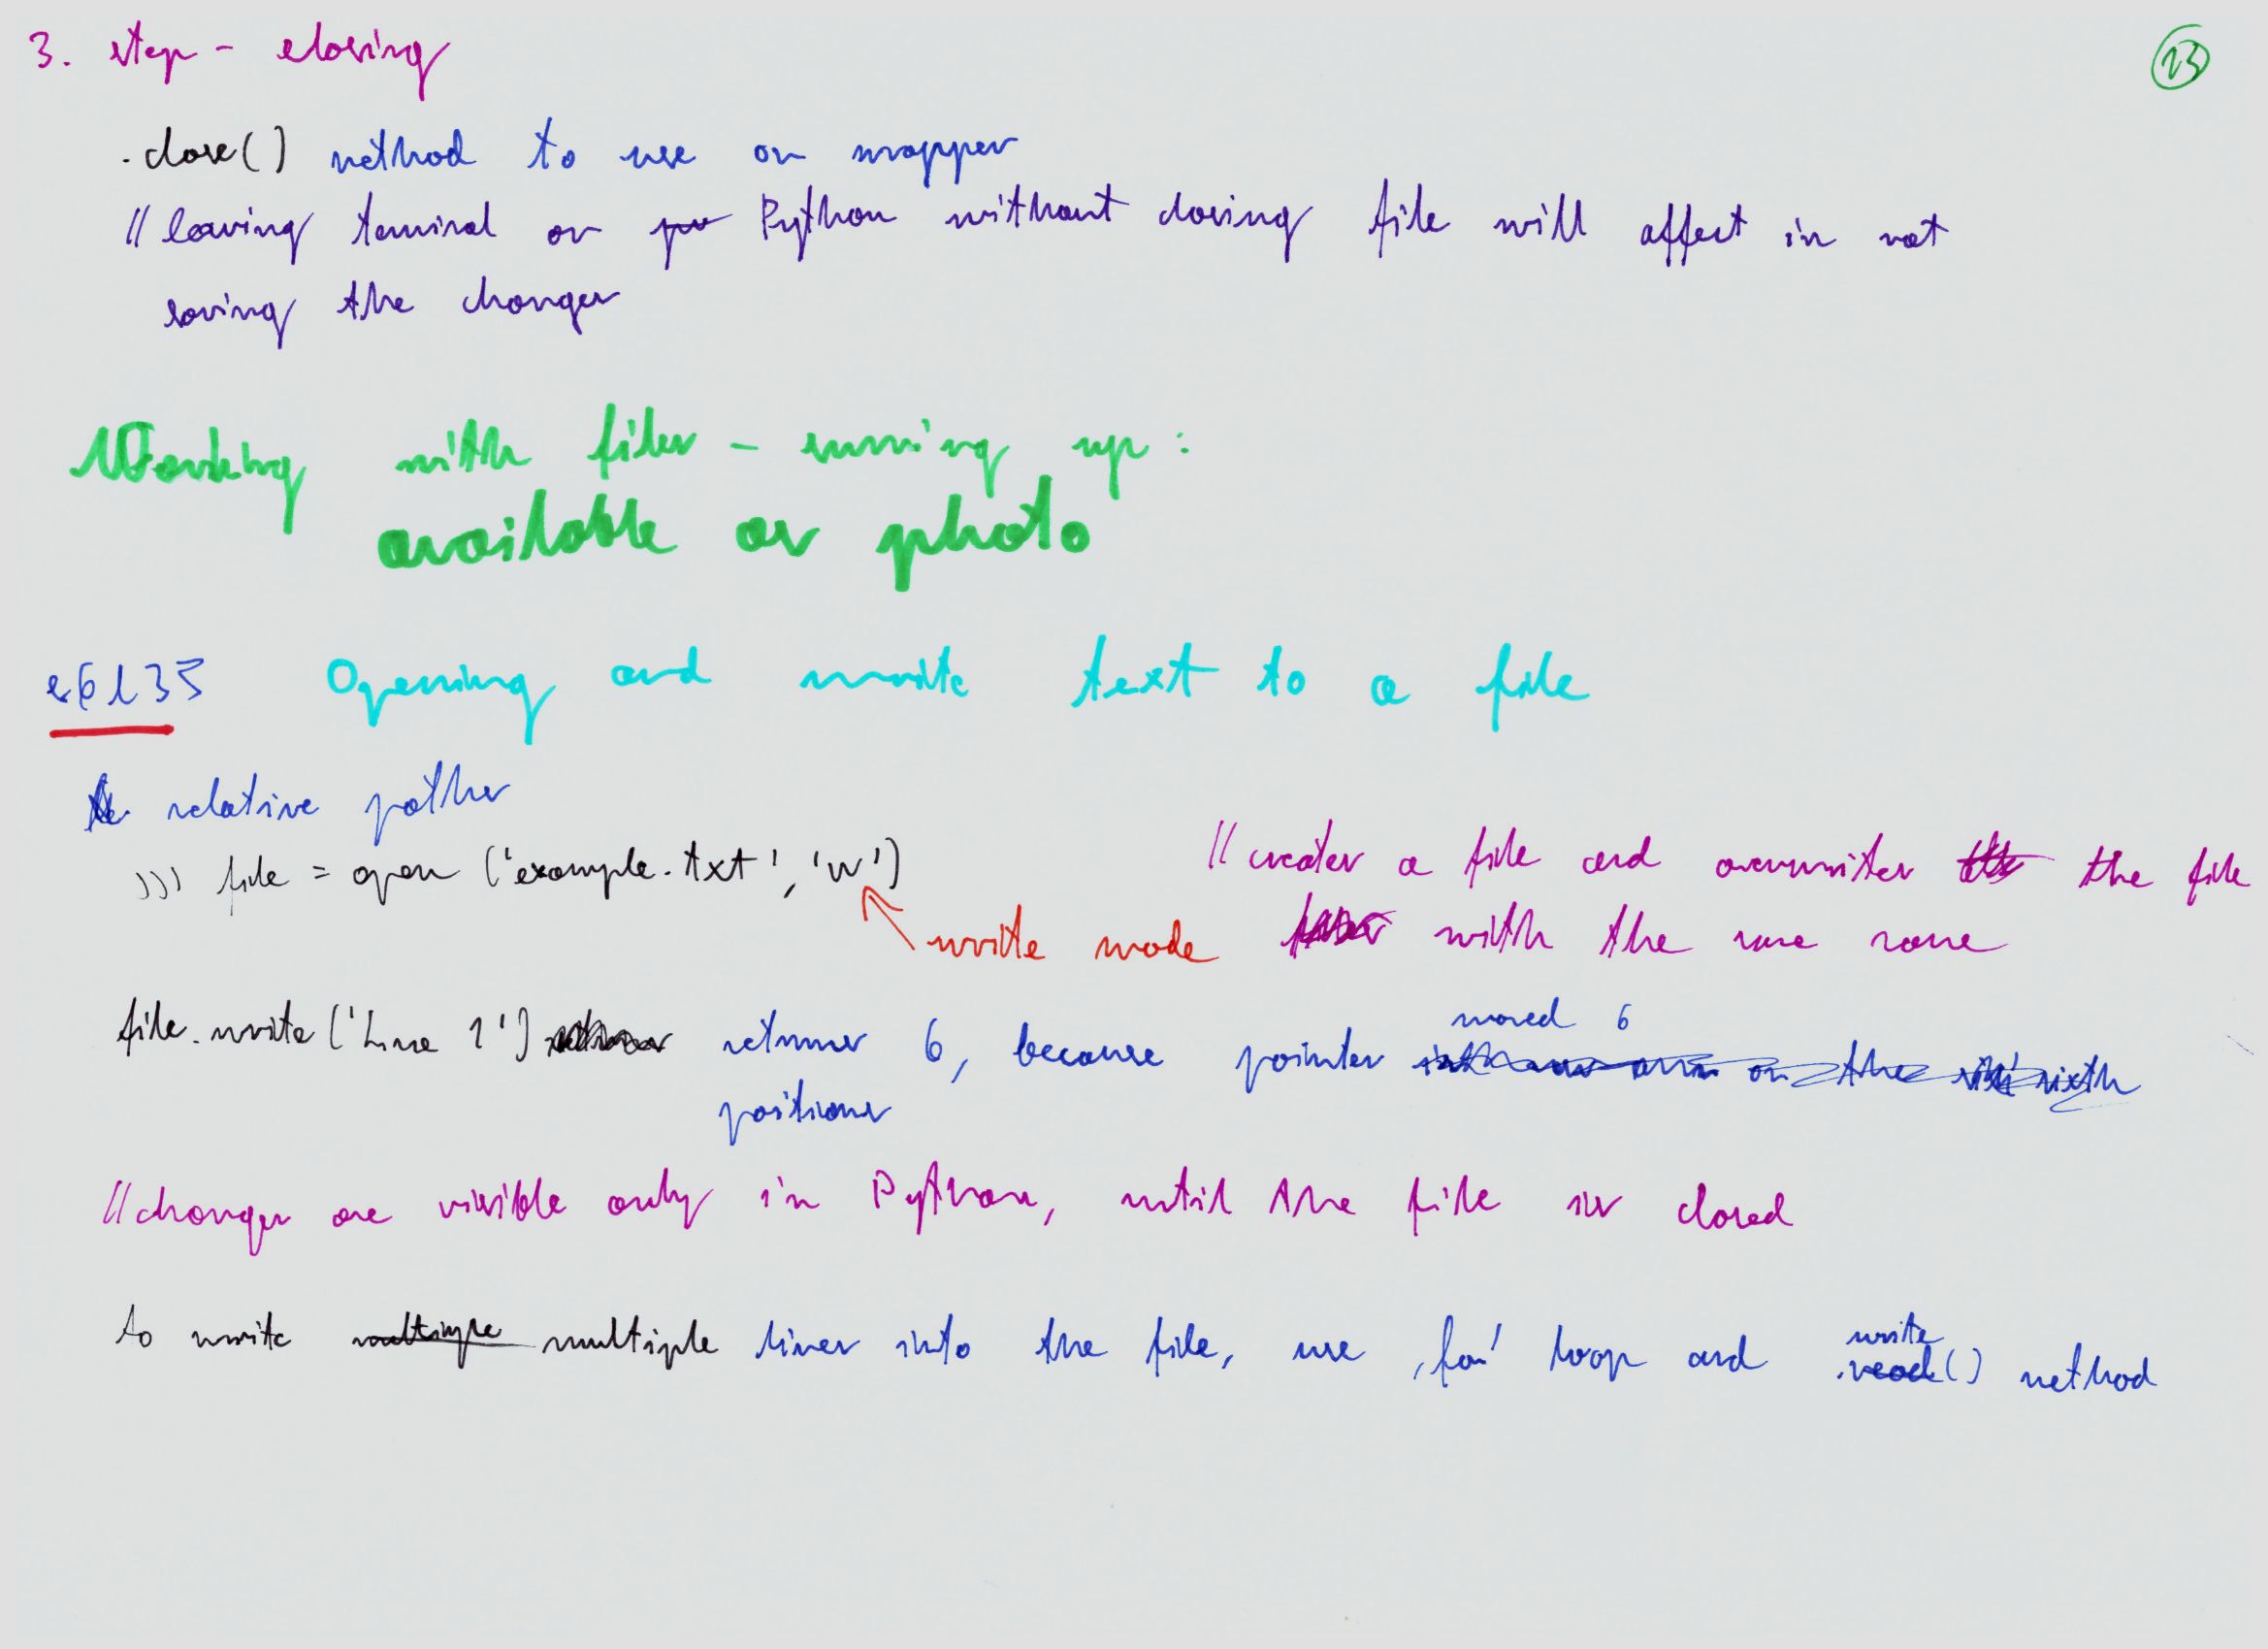 3. step - closing
23
.close() method to use on wrapper
// leaving terminal or Python without closing file will affect in not
saving the changes
Working with files - suming up:
available as photo
s6l35 Opening and write text to a file
relative paths
>>> file = open ('example.txt', 'w') // creates a file and overwrites the file
write mode with the same name
file.write('Line 1') returns 6, because pointer moved 6
positions
// changes are visible only in Python, until the file is closed
to write multiple lines into the file, use ,for' loop and .write() method